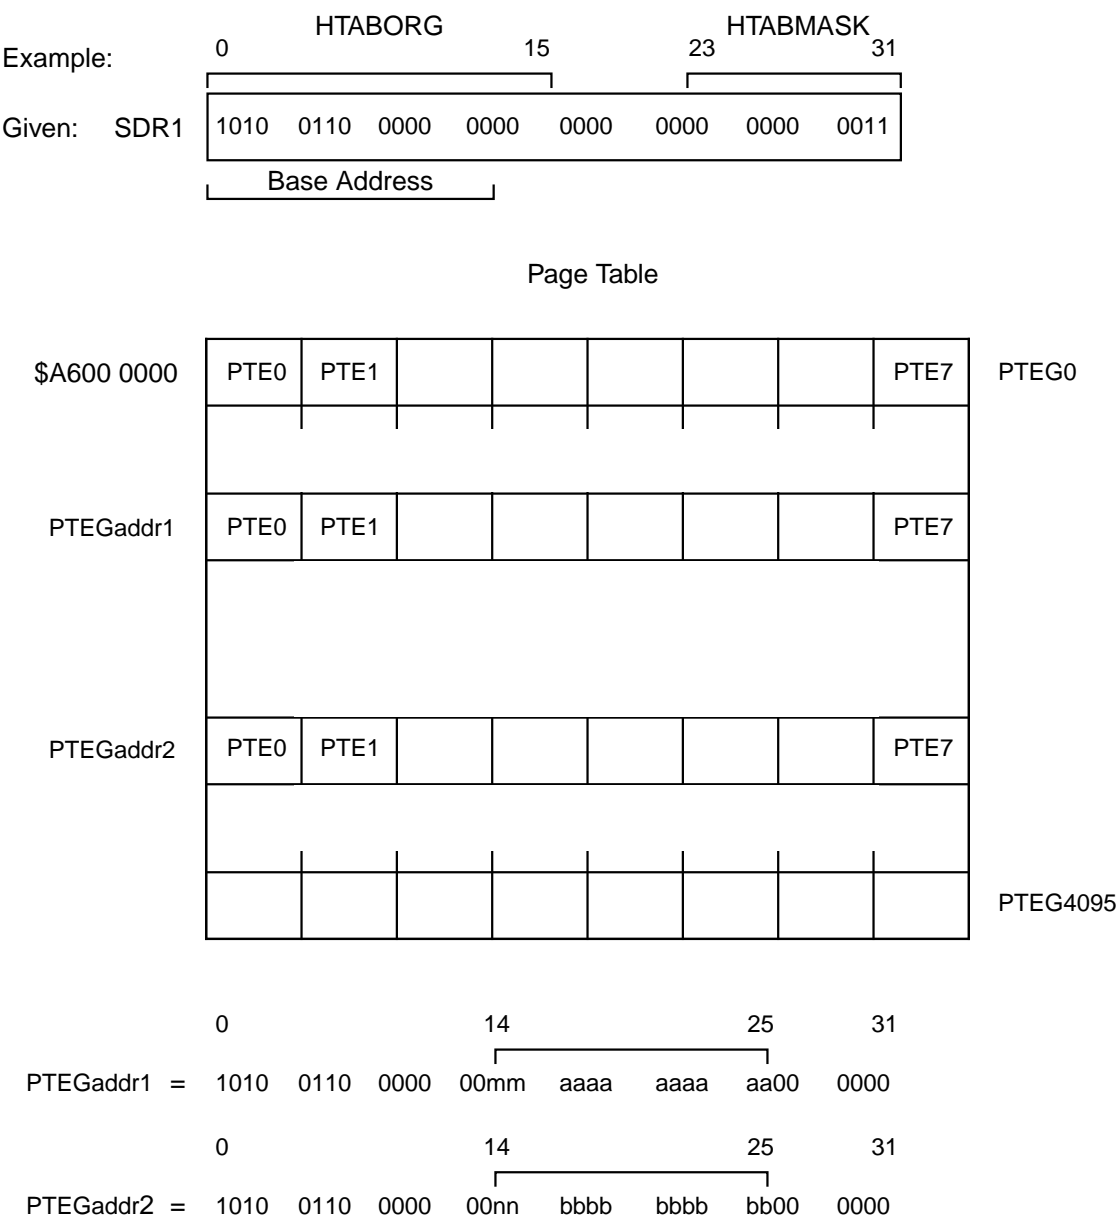 HTABORG HTABMASK
0 15 23 31
Example:
Given: SDR1 1010 0110 0000 0000 0000 0000 0000 0011
Base Address
Page Table
$A600 0000 PTE0 PTE1 PTE7 PTEG0
PTEGaddr1 PTE0 PTE1 PTE7
PTEGaddr2 PTE0 PTE1 PTE7
PTEG4095
0 14 25 31
PTEGaddr1 = 1010 0110 0000 00mm aaaa aaaa aa00 0000
0 14 25 31
PTEGaddr2 = 1010 0110 0000 00nn bbbb bbbb bb00 0000